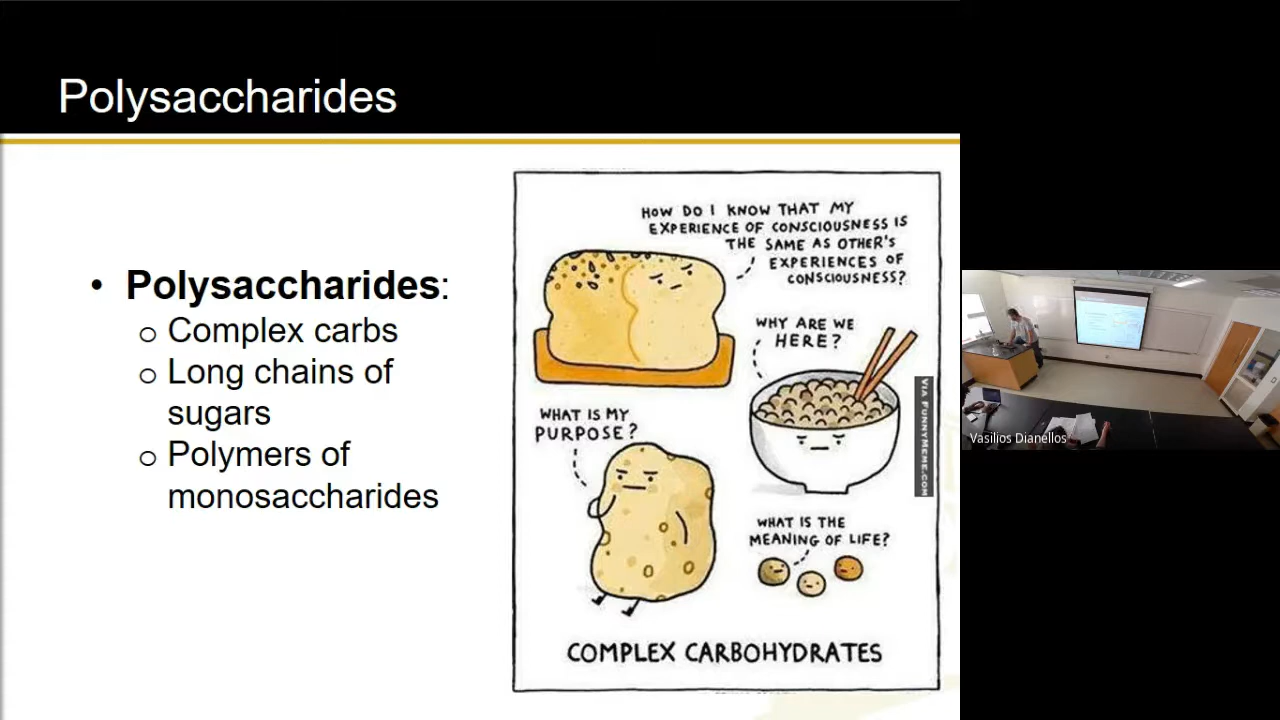 Polysaccharides
• Polysaccharides:
o Complex carbs
o Long chains of
sugars
o Polymers of
monosaccharides
HOW DO I KNOW THAT MY
EXPERIENCE OF CONSCIOUSNESS IS
THE SAME AS OTHER'S
EXPERIENCES OF
CONSCIOUSNESS?
WHY ARE WE
HERE?
WHAT IS MY
PURPOSE?
WHAT IS THE
MEANING OF LIFE?
COMPLEX CARBOHYDRATES
VIA FUNNYMEME.COM
Vasilios Dianellos